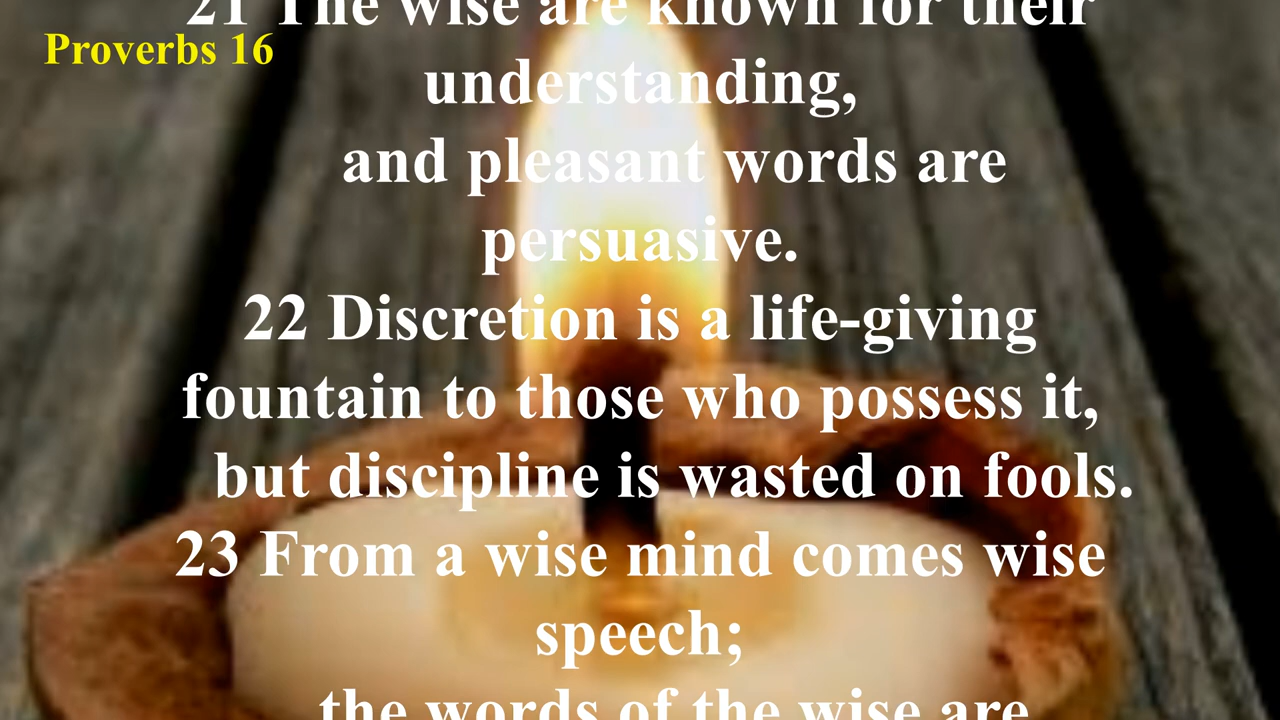 21 The wise are known for their
Proverbs 16
understanding,
and pleasant words are
persuasive.
22 Discretion is a life-giving
fountain to those who possess it,
but discipline is wasted on fools.
23 From a wise mind comes wise
speech;
the words of the wise are